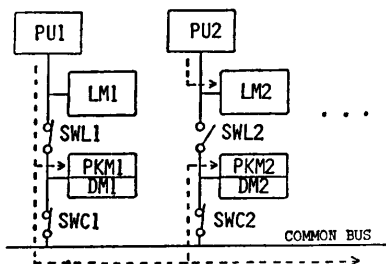 PU1 PU2
LM1 LM2
SWL1 SWL2
PKM1 PKM2
DM1 DM2
SWC1 SWC2
COMMON BUS